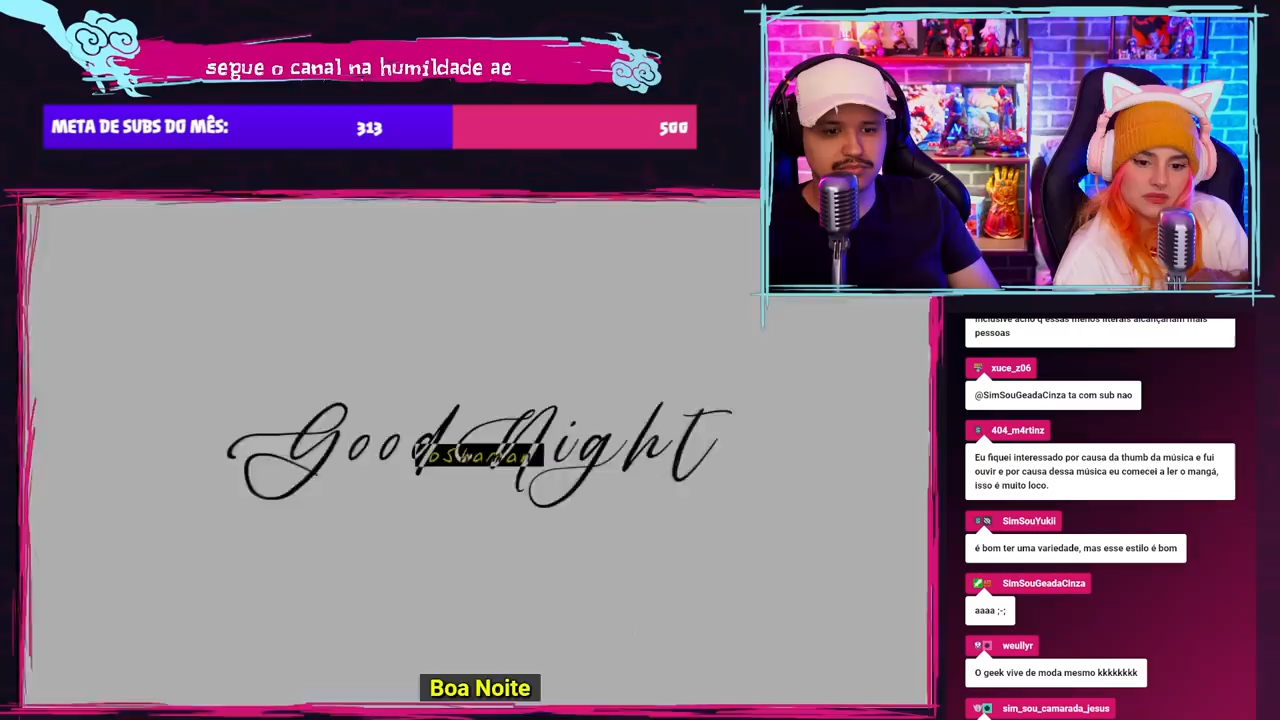 segue o canal na humildade ae
META DE SUBS DO MÊS: 313 500
Good Night
oShaman
Boa Noite
pessoas
xuce_z06
@SimSouGeadaCinza ta com sub nao
404_m4rtinz
Eu fiquei interessado por causa da thumb da música e fui
ouvir e por causa dessa música eu comecei a ler o mangá,
isso é muito loco.
SimSouYukii
é bom ter uma variedade, mas esse estilo é bom
SimSouGeadaCinza
aaaa ;-;
weullyr
O geek vive de moda mesmo kkkkkkkk
sim_sou_camarada_jesus